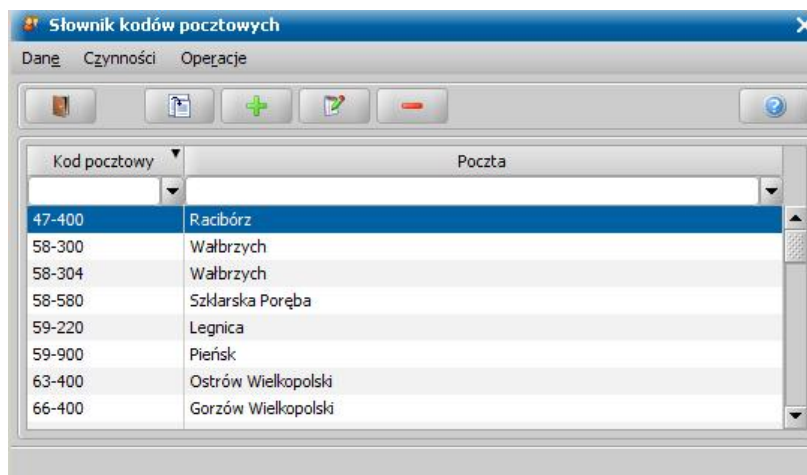 Słownik kodów pocztowych
Dane Czynności Operacje
Kod pocztowy Poczta
47-400 Racibórz
58-300 Wałbrzych
58-304 Wałbrzych
58-580 Szklarska Poręba
59-220 Legnica
59-900 Pieńsk
63-400 Ostrów Wielkopolski
66-400 Gorzów Wielkopolski